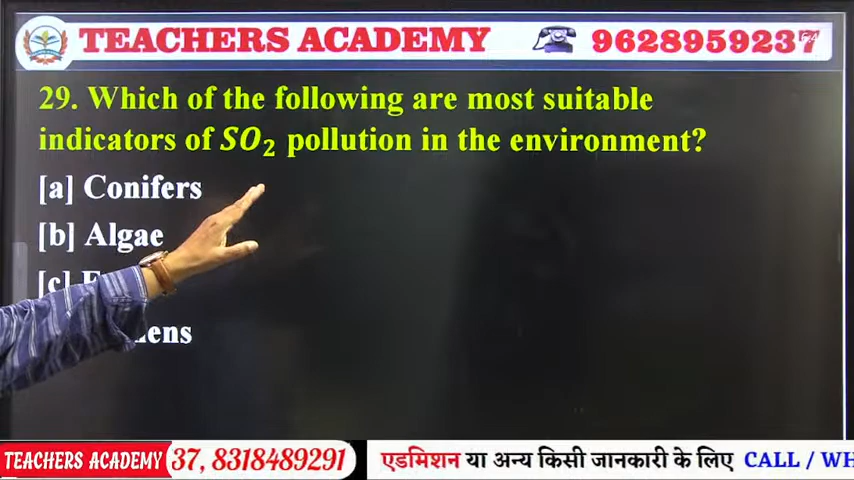 TEACHERS ACADEMY 9628959237
29. Which of the following are most suitable
indicators of SO₂ pollution in the environment?
[a] Conifers
[b] Algae
[c]
TEACHERS ACADEMY 37, 8318489291 एडमिशन या अन्य किसी जानकारी के लिए CALL / WH